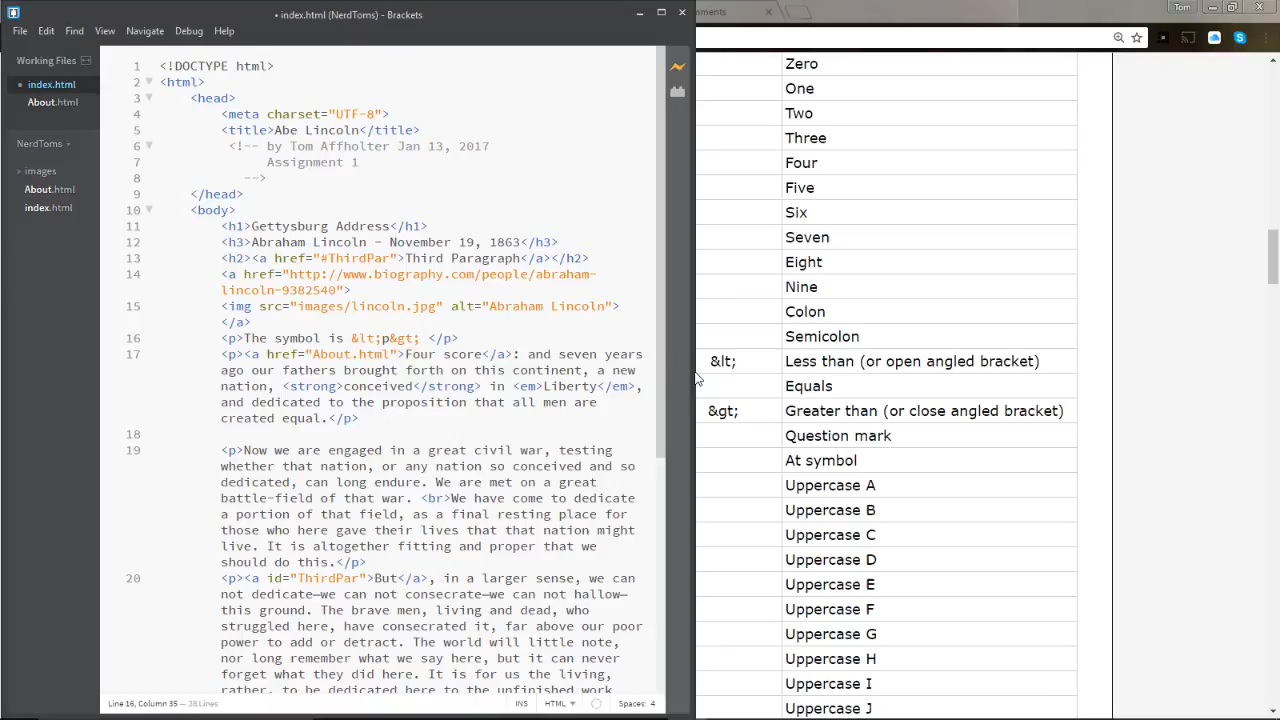 index.html (NerdToms) - Brackets
File Edit Find View Navigate Debug Help
Working Files
index.html
About.html
NerdToms
images
About.html
index.html
1 <!DOCTYPE html>
2 <html>
3 <head>
4 <meta charset="UTF-8">
5 <title>Abe Lincoln</title>
6 <!-- by Tom Affholter Jan 13, 2017
7 Assignment 1
8 -->
9 </head>
10 <body>
11 <h1>Gettysburg Address</h1>
12 <h3>Abraham Lincoln - November 19, 1863</h3>
13 <h2><a href="#ThirdPar">Third Paragraph</a></h2>
14 <a href="http://www.biography.com/people/abraham-
lincoln-9382540">
15 <img src="images/lincoln.jpg" alt="Abraham Lincoln">
</a>
16 <p>The symbol is &lt;p&gt; </p>
17 <p><a href="About.html">Four score</a>: and seven years
ago our fathers brought forth on this continent, a new
nation, <strong>conceived</strong> in <em>Liberty</em>,
and dedicated to the proposition that all men are
created equal.</p>
18
19 <p>Now we are engaged in a great civil war, testing
whether that nation, or any nation so conceived and so
dedicated, can long endure. We are met on a great
battle-field of that war. <br>We have come to dedicate
a portion of that field, as a final resting place for
those who here gave their lives that that nation might
live. It is altogether fitting and proper that we
should do this.</p>
20 <p><a id="ThirdPar">But</a>, in a larger sense, we can
not dedicate—we can not consecrate—we can not hallow—
this ground. The brave men, living and dead, who
struggled here, have consecrated it, far above our poor
power to add or detract. The world will little note,
nor long remember what we say here, but it can never
forget what they did here. It is for us the living,
rather, to be dedicated here to the unfinished work
Line 16, Column 35 — 38 Lines
INS HTML Spaces: 4
ments
Tom
Zero
One
Two
Three
Four
Five
Six
Seven
Eight
Nine
Colon
Semicolon
&lt; Less than (or open angled bracket)
Equals
&gt; Greater than (or close angled bracket)
Question mark
At symbol
Uppercase A
Uppercase B
Uppercase C
Uppercase D
Uppercase E
Uppercase F
Uppercase G
Uppercase H
Uppercase I
Uppercase J